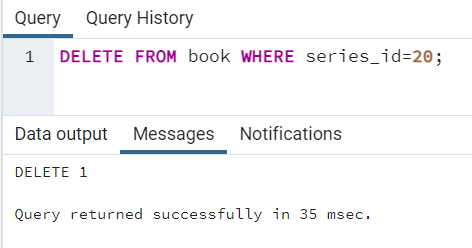 Query Query History
1 DELETE FROM book WHERE series_id=20;
Data output Messages Notifications
DELETE 1
Query returned successfully in 35 msec.